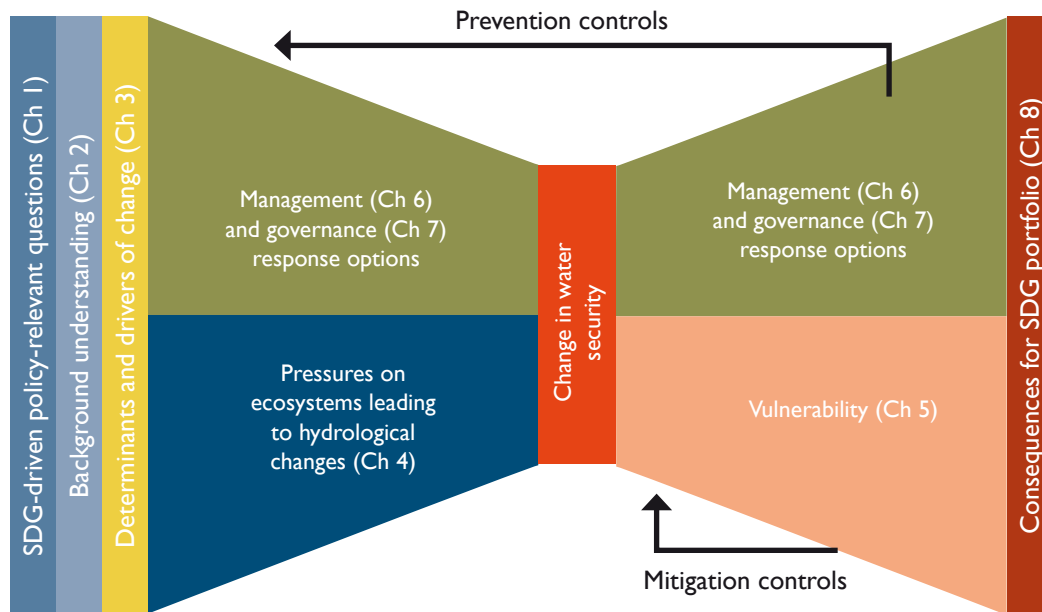 Prevention controls
SDG-driven policy-relevant questions (Ch 1)
Background understanding (Ch 2)
Determinants and drivers of change (Ch 3)
Management (Ch 6)
and governance (Ch 7)
response options
Pressures on
ecosystems leading
to hydrological
changes (Ch 4)
Change in water
security
Management (Ch 6)
and governance (Ch 7)
response options
Vulnerability (Ch 5)
Mitigation controls
Consequences for SDG portfolio (Ch 8)